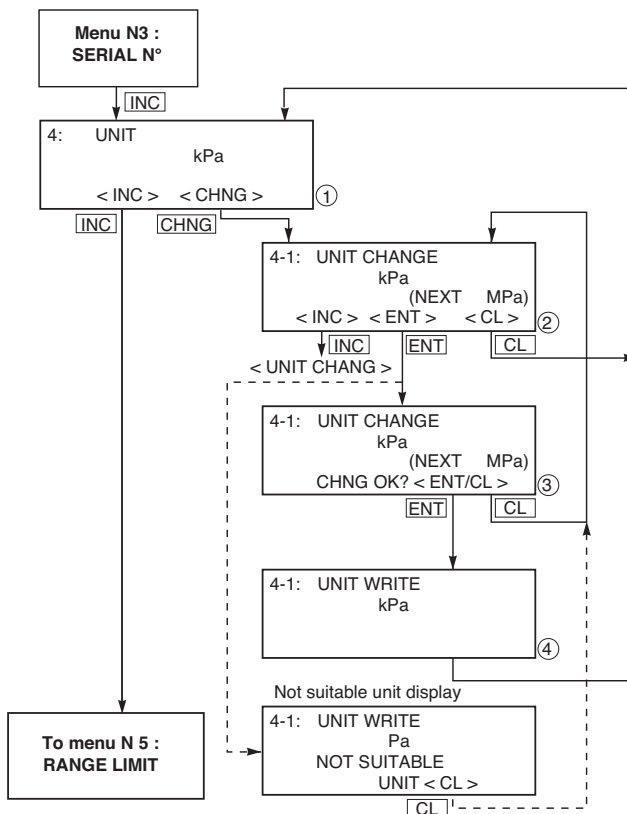 Menu N3 :
SERIAL N°
INC
4: UNIT
kPa
< INC > < CHNG >
①
INC CHNG
4-1: UNIT CHANGE
kPa
(NEXT MPa)
< INC > < ENT > < CL >
②
INC ENT CL
< UNIT CHANG >
4-1: UNIT CHANGE
kPa
(NEXT MPa)
CHNG OK? < ENT/CL >
③
ENT CL
4-1: UNIT WRITE
kPa
④
Not suitable unit display
4-1: UNIT WRITE
Pa
NOT SUITABLE
UNIT < CL >
CL
To menu N 5 :
RANGE LIMIT